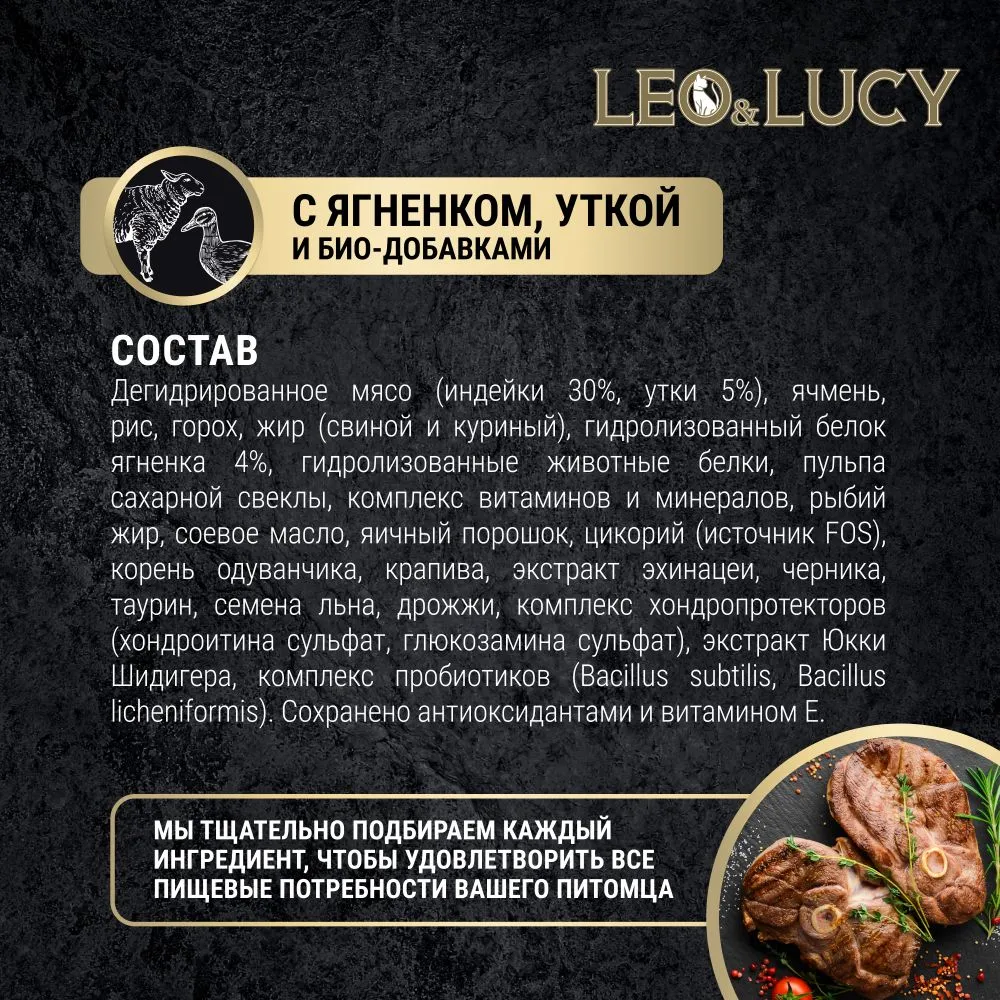 LEO&LUCY
С ЯГНЕНКОМ, УТКОЙ
И БИО-ДОБАВКАМИ
СОСТАВ
Дегидрированное мясо (индейки 30%, утки 5%), ячмень,
рис, горох, жир (свиной и куриный), гидролизованный белок
ягненка 4%, гидролизованные животные белки, пульпа
сахарной свеклы, комплекс витаминов и минералов, рыбий
жир, соевое масло, яичный порошок, цикорий (источник FOS),
корень одуванчика, крапива, экстракт эхинацеи, черника,
таурин, семена льна, дрожжи, комплекс хондропротекторов
(хондроитина сульфат, глюкозамина сульфат), экстракт Юкки
Шидигера, комплекс пробиотиков (Bacillus subtilis, Bacillus
licheniformis). Сохранено антиоксидантами и витамином Е.
МЫ ТЩАТЕЛЬНО ПОДБИРАЕМ КАЖДЫЙ
ИНГРЕДИЕНТ, ЧТОБЫ УДОВЛЕТВОРИТЬ ВСЕ
ПИЩЕВЫЕ ПОТРЕБНОСТИ ВАШЕГО ПИТОМЦА